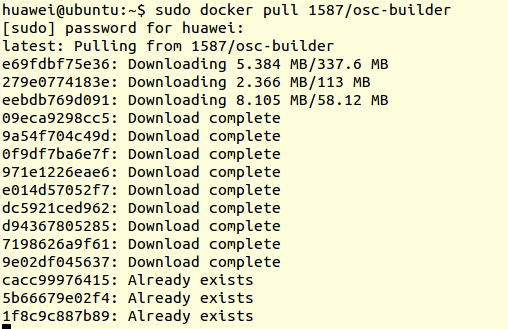 huawei@ubuntu:~$ sudo docker pull 1587/osc-builder
[sudo] password for huawei:
latest: Pulling from 1587/osc-builder
e69fdbf75e36: Downloading 5.384 MB/337.6 MB
279e0774183e: Downloading 2.366 MB/113 MB
eebdb769d091: Downloading 8.105 MB/58.12 MB
09eca9298cc5: Download complete
9a54f704c49d: Download complete
0f9df7ba6e7f: Download complete
971e1226eae6: Download complete
e014d57052f7: Download complete
dc5921ced962: Download complete
d94367805285: Download complete
7198626a9f61: Download complete
9e02df045637: Download complete
cacc99976415: Already exists
5b66679e02f4: Already exists
1f8c9c887b89: Already exists